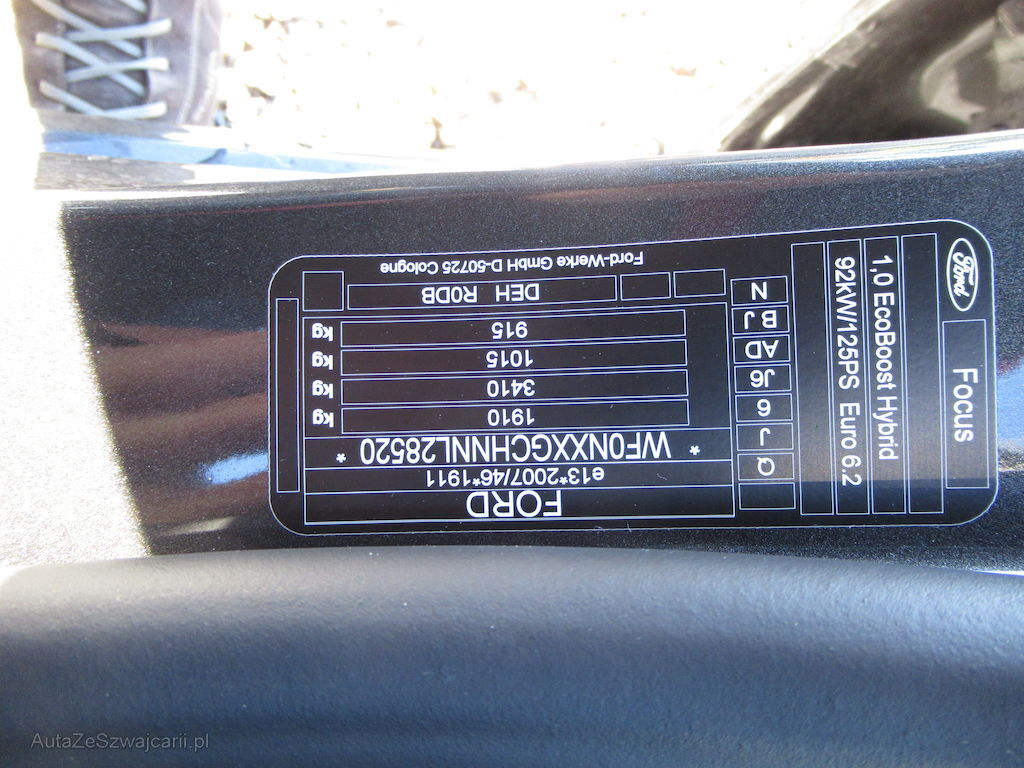 FORD
e13*2007/46*1911
* WF0NXXGCHNNL28520 *
1910 kg
3410 kg
1015 kg
915 kg
DEH R0DB
Ford-Werke GmbH D-50725 Cologne
Q
J
6
J6
AD
BJ
N
Ford
Focus
1,0 EcoBoost Hybrid
92kW/125PS Euro 6.2
AutaZeSzwajcarii.pl